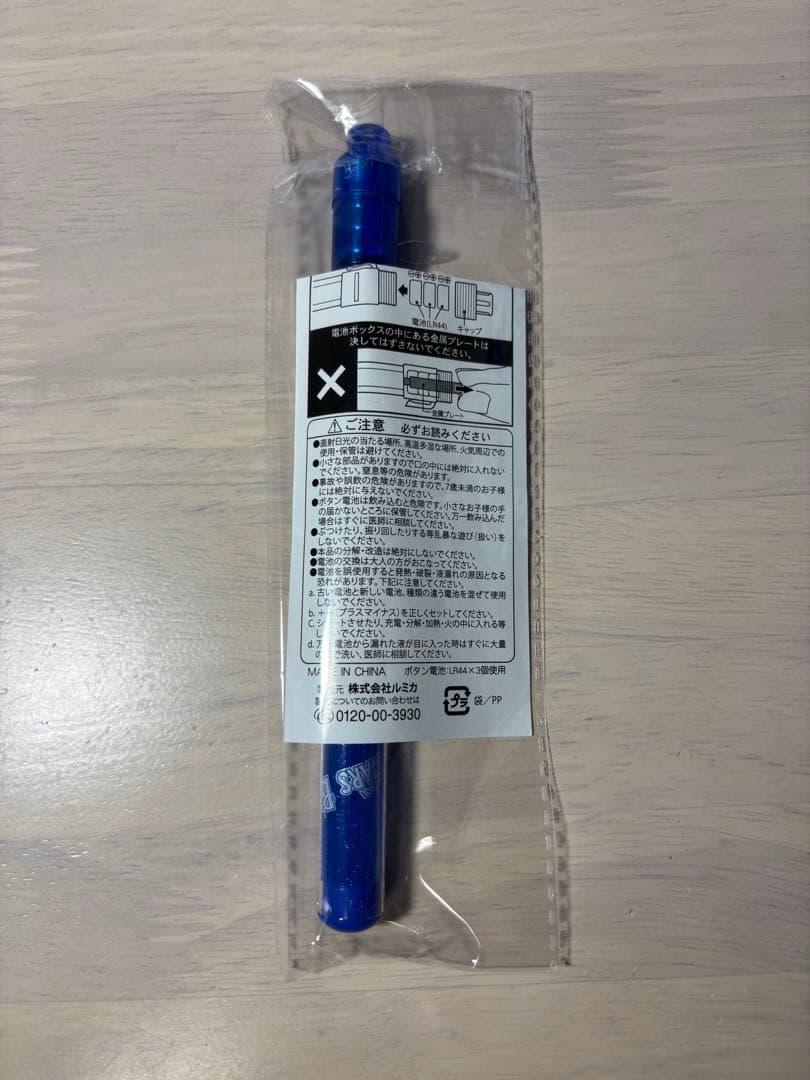 電池(LR44)
キャップ
電池ボックスの中にある金属プレートは
決してはずさないでください。
金属プレート
ご注意 必ずお読みください
●直射日光の当たる場所、高温多湿な場所、火気周辺での
使用・保管は避けてください。
●小さな部品がありますので口の中には絶対に入れない
でください。窒息等の危険があります。
●事故や誤飲の危険がありますので、7歳未満のお子様
には絶対に与えないでください。
●ボタン電池は飲み込むと危険です。小さなお子様の手
の届かないところに保管してください。万一飲み込んだ
場合はすぐに医師に相談してください。
●ぶつけたり、振り回したりする等乱暴な遊び(扱い)を
しないでください。
●本品の分解・改造は絶対にしないでください。
●電池の交換は大人の方がおこなってください。
●電池を誤使用すると発熱・破裂・液漏れの原因となる
恐れがあります。下記に注意してください。
a. 古い電池と新しい電池、種類の違う電池を混ぜて使用
しないでください。
b. +−(プラスマイナス)を正しくセットしてください。
C. ショートさせたり、充電・分解・加熱・火の中に入れる等
しないでください。
d. 万一電池から漏れた液が目に入った時はすぐに大量
の水で洗い、医師に相談してください。
MADE IN CHINA ボタン電池:LR44×3個使用
株式会社ルミカ
製品についてのお問い合わせは
0120-00-3930
プラ 袋/PP